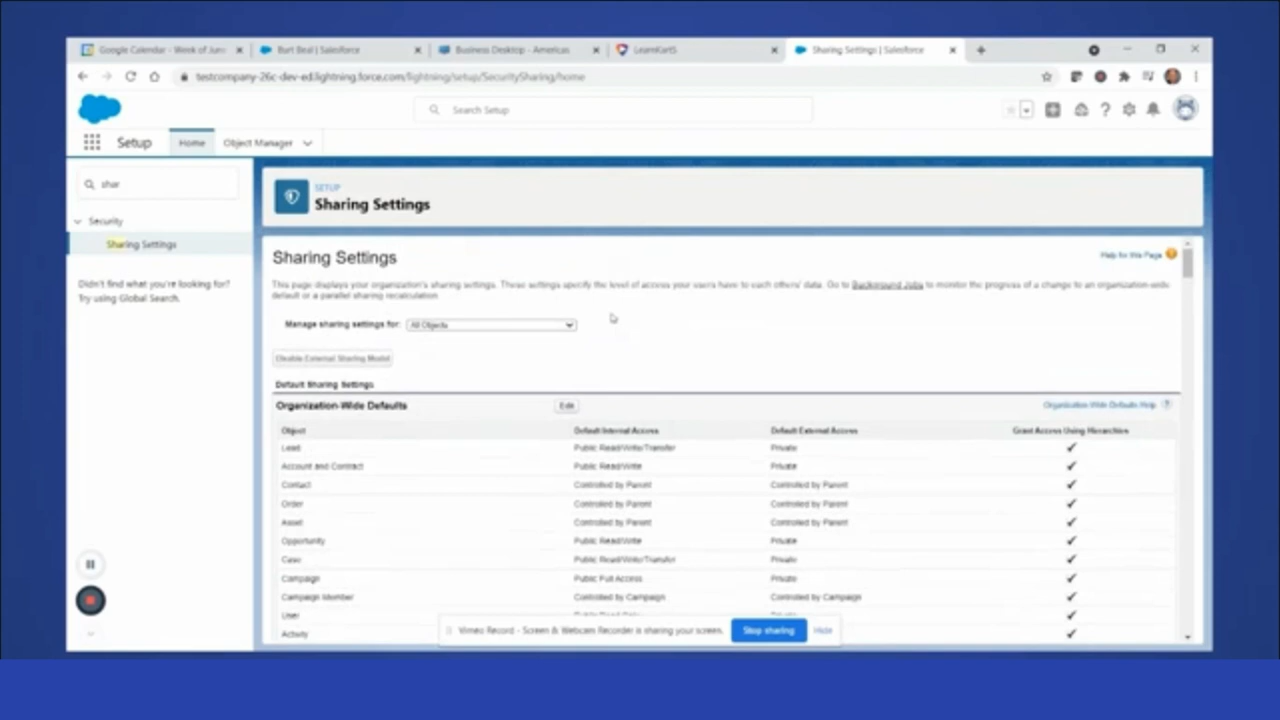 Google Calendar - Week of June
Burt Beal | Salesforce
Business Desktop - Americas
LearnKartS
Sharing Settings | Salesforce
testcompany-26c-dev-ed.lightning.force.com/lightning/setup/SecuritySharing/home
Search Setup
Setup
Home
Object Manager
shar
Security
Sharing Settings
Didn't find what you're looking for?
Try using Global Search.
SETUP
Sharing Settings
Sharing Settings
Help for this Page
This page displays your organization's sharing settings. These settings specify the level of access your users have to each others' data. Go to Background Jobs to monitor the progress of a change to an organization-wide
default or a parallel sharing recalculation.
Manage sharing settings for: All Objects
Disable External Sharing Model
Default Sharing Settings
Organization-Wide Defaults Edit Organization-Wide Defaults Help ?
Object Default Internal Access Default External Access Grant Access Using Hierarchies
Lead Public Read/Write/Transfer Private ✓
Account and Contract Public Read/Write Private ✓
Contact Controlled by Parent Controlled by Parent ✓
Order Controlled by Parent Controlled by Parent ✓
Asset Controlled by Parent Controlled by Parent ✓
Opportunity Public Read/Write Private ✓
Case Public Read/Write/Transfer Private ✓
Campaign Public Full Access Private ✓
Campaign Member Controlled by Campaign Controlled by Campaign ✓
User Public Read Only Private ✓
Activity ✓
Vimeo Record - Screen & Webcam Recorder is sharing your screen. Stop sharing Hide